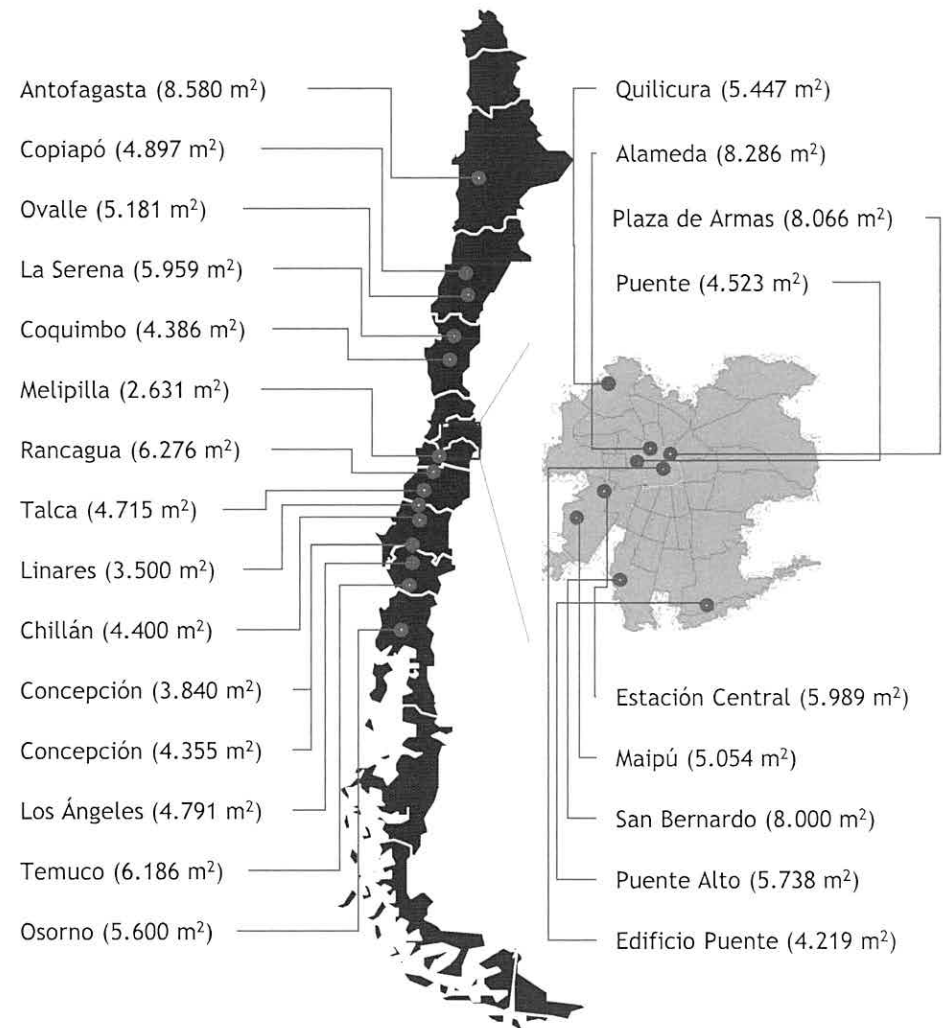 Antofagasta (8.580 m²)
Copiapó (4.897 m²)
Ovalle (5.181 m²)
La Serena (5.959 m²)
Coquimbo (4.386 m²)
Melipilla (2.631 m²)
Rancagua (6.276 m²)
Talca (4.715 m²)
Linares (3.500 m²)
Chillán (4.400 m²)
Concepción (3.840 m²)
Concepción (4.355 m²)
Los Ángeles (4.791 m²)
Temuco (6.186 m²)
Osorno (5.600 m²)
Quilicura (5.447 m²)
Alameda (8.286 m²)
Plaza de Armas (8.066 m²)
Puente (4.523 m²)
Estación Central (5.989 m²)
Maipú (5.054 m²)
San Bernardo (8.000 m²)
Puente Alto (5.738 m²)
Edificio Puente (4.219 m²)